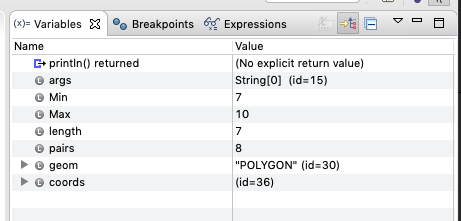 (x)= Variables Breakpoints Expressions
Name Value
println() returned (No explicit return value)
args String[0] (id=15)
Min 7
Max 10
length 7
pairs 8
geom "POLYGON" (id=30)
coords (id=36)